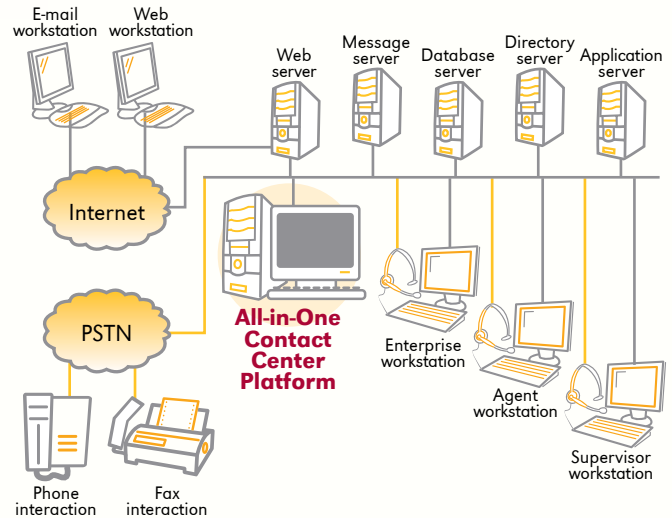 E-mail
workstation
Web
workstation
Web
server
Message
server
Database
server
Directory
server
Application
server
Internet
All-in-One
Contact
Center
Platform
PSTN
Enterprise
workstation
Agent
workstation
Supervisor
workstation
Phone
interaction
Fax
interaction